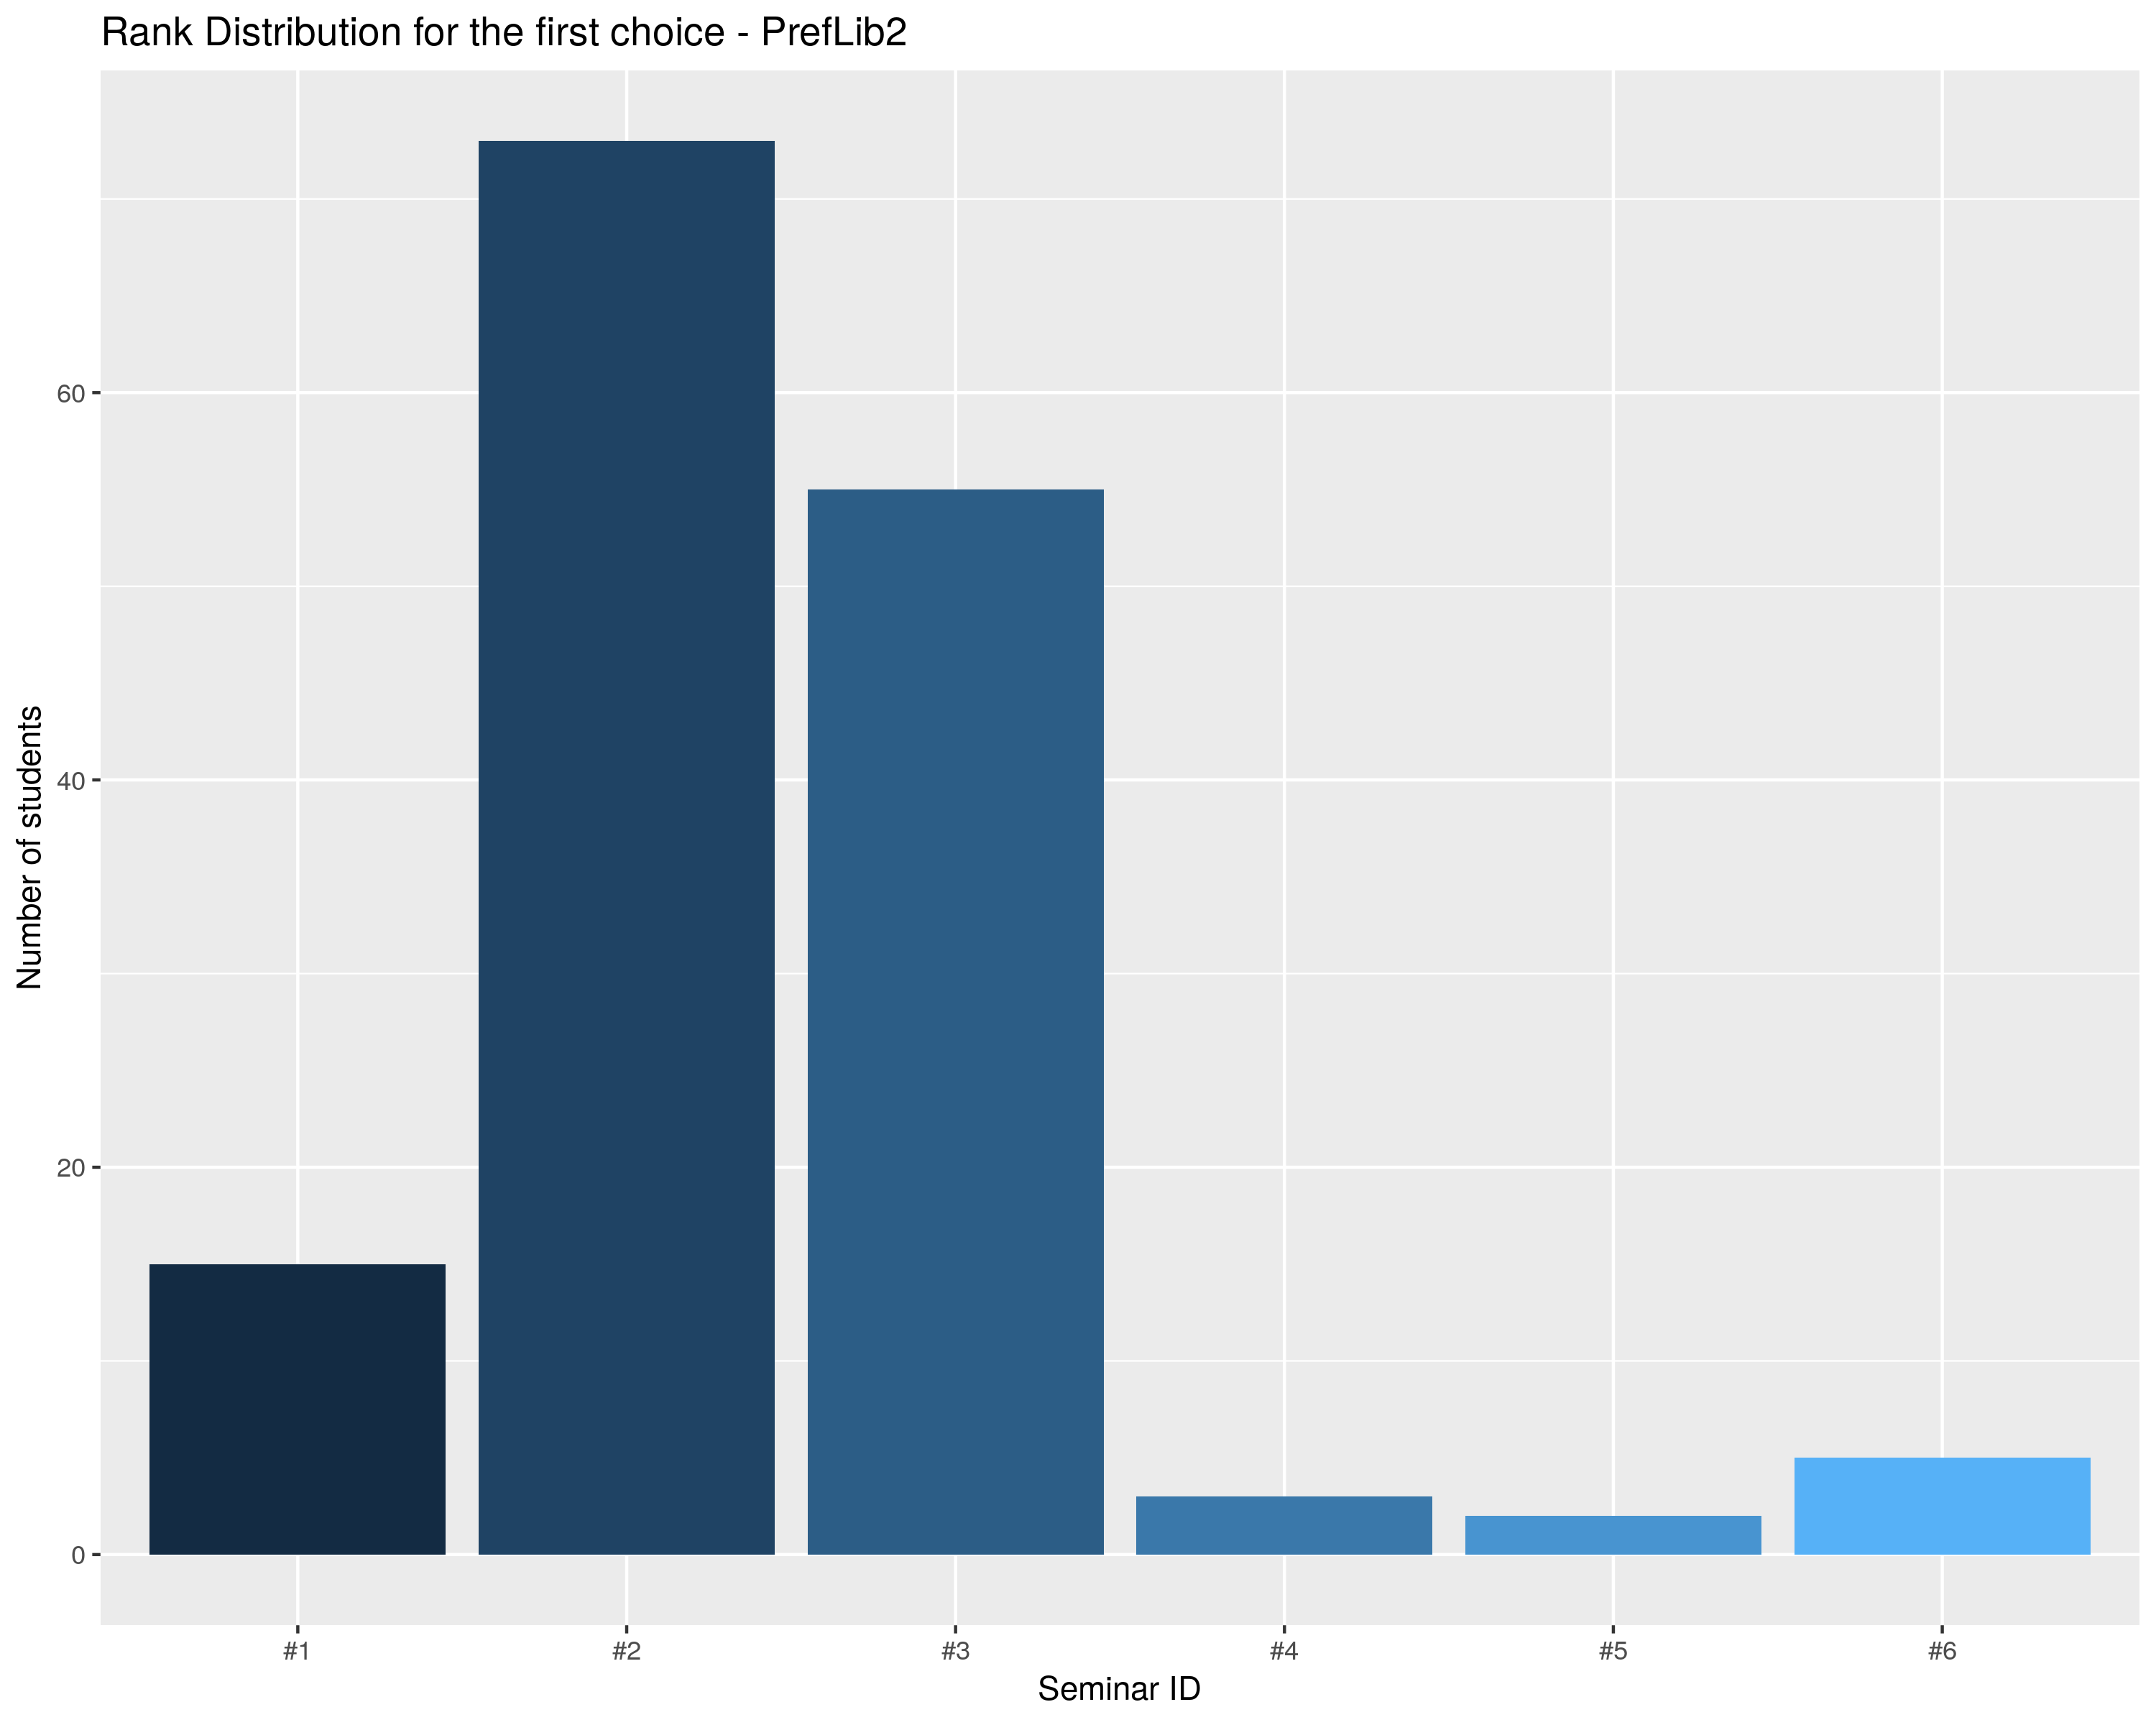 Rank Distribution for the first choice - PrefLib2
Number of students
60
40
20
0
#1 #2 #3 #4 #5 #6
Seminar ID